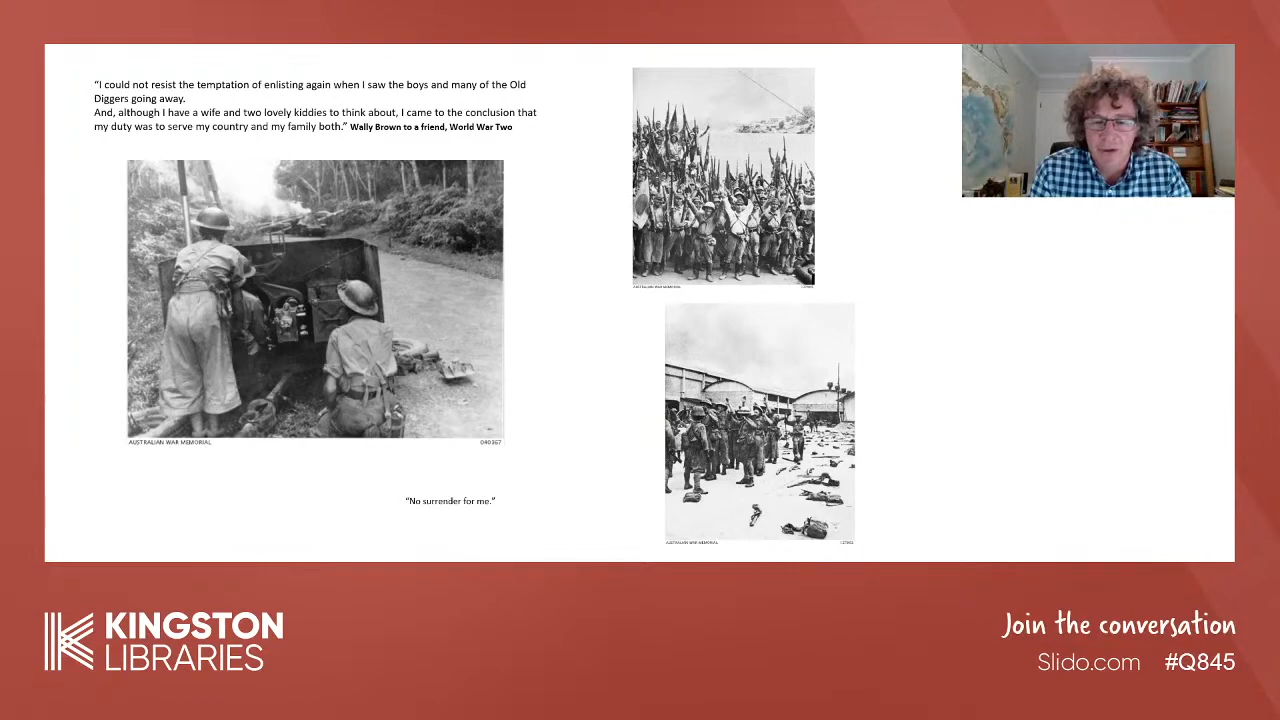 “I could not resist the temptation of enlisting again when I saw the boys and many of the Old
Diggers going away.
And, although I have a wife and two lovely kiddies to think about, I came to the conclusion that
my duty was to serve my country and my family both.” Wally Brown to a friend, World War Two
AUSTRALIAN WAR MEMORIAL
040367
“No surrender for me.”
AUSTRALIAN WAR MEMORIAL
AUSTRALIAN WAR MEMORIAL
KINGSTON
LIBRARIES
Join the conversation
Slido.com #Q845